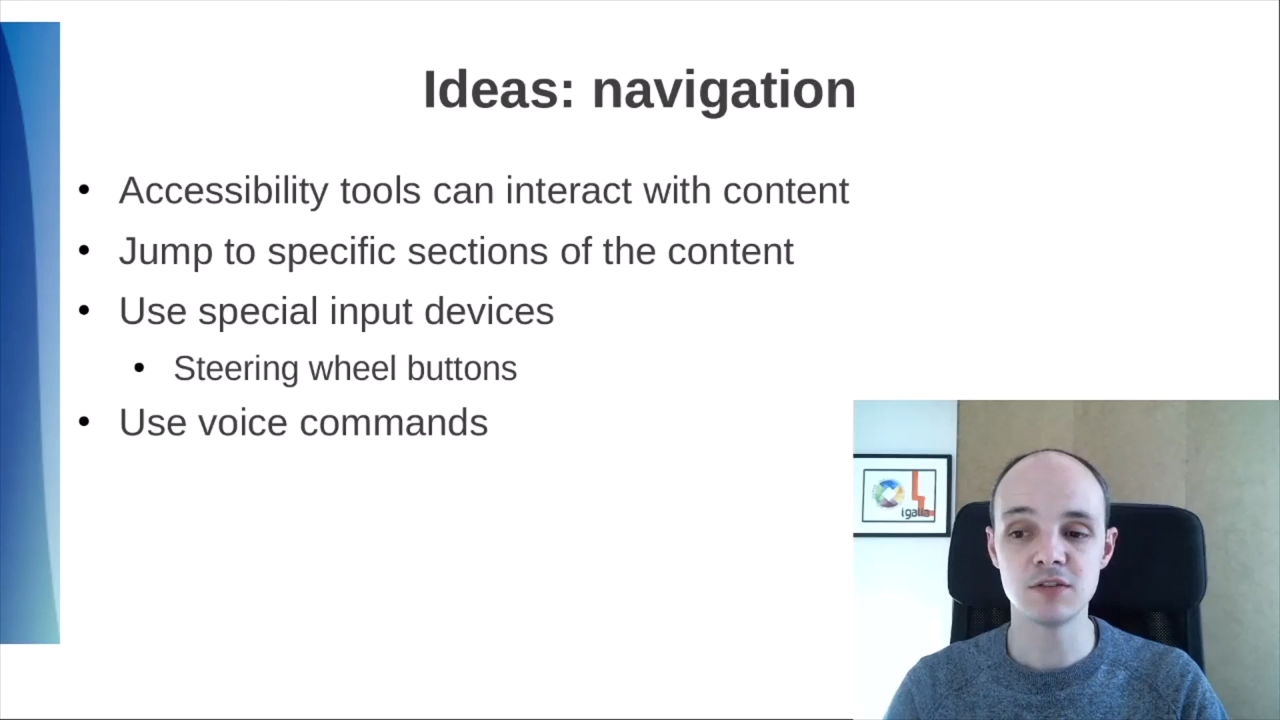 Ideas: navigation
• Accessibility tools can interact with content
• Jump to specific sections of the content
• Use special input devices
• Steering wheel buttons
• Use voice commands
igalia